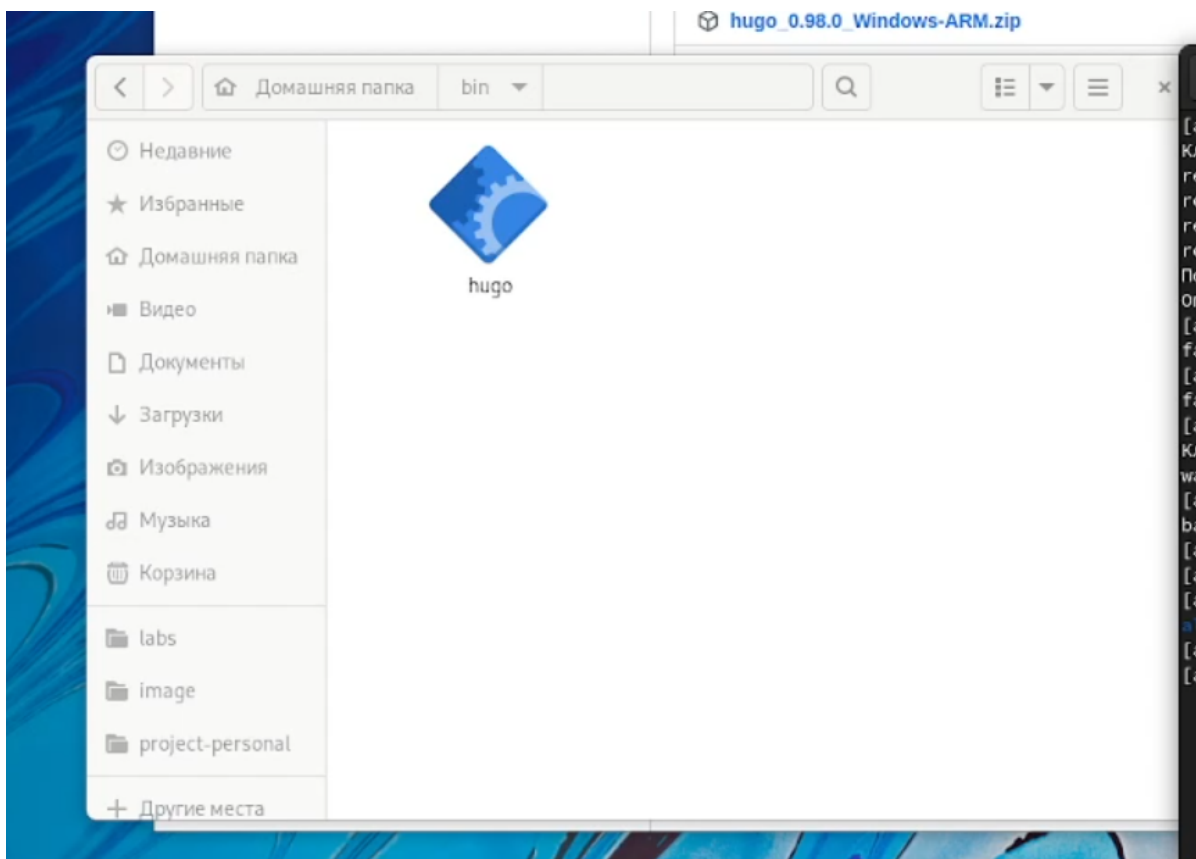 hugo_0.98.0_Windows-ARM.zip
Домашняя папка bin
Недавние
Избранные
Домашняя папка
Видео
Документы
Загрузки
Изображения
Музыка
Корзина
labs
image
project-personal
Другие места
hugo